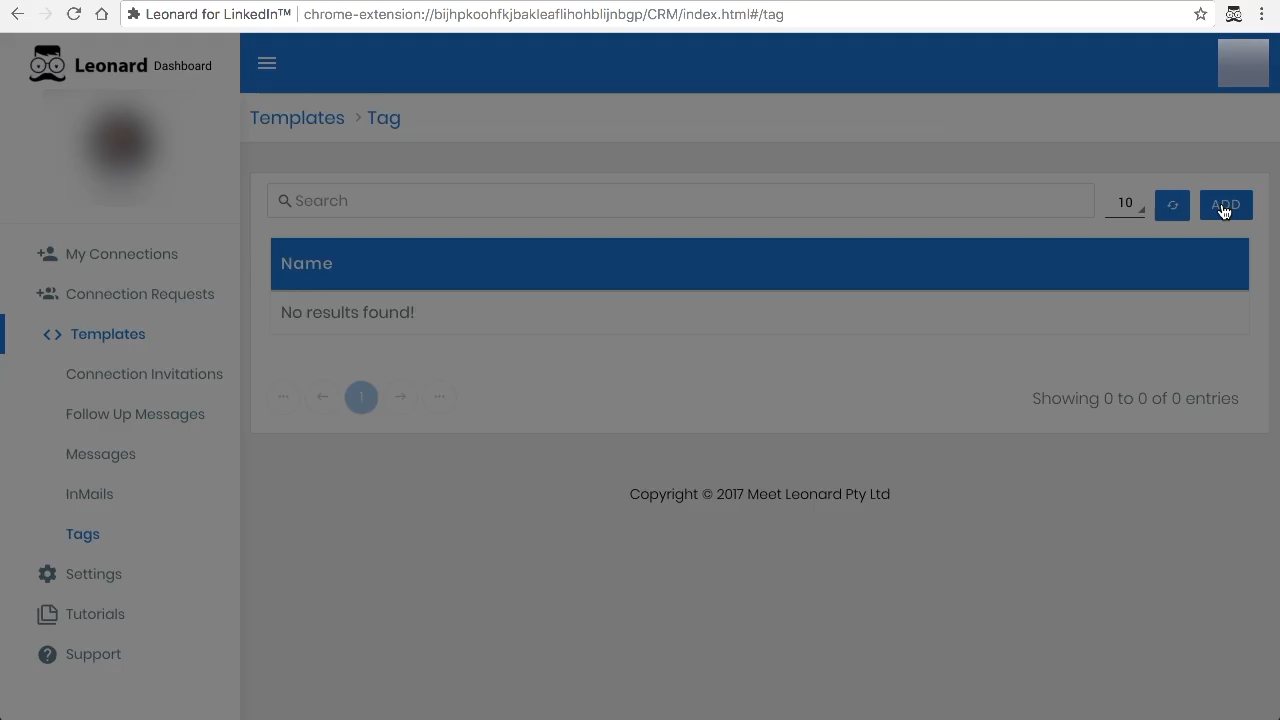 Leonard for LinkedIn™ | chrome-extension://bijhpkoohfkjbakleaflihohblijnbgp/CRM/index.html#/tag
Leonard Dashboard
Templates > Tag
Search
10
ADD
Name
No results found!
1
Showing 0 to 0 of 0 entries
My Connections
Connection Requests
Templates
Connection Invitations
Follow Up Messages
Messages
InMails
Tags
Settings
Tutorials
Support
Copyright © 2017 Meet Leonard Pty Ltd